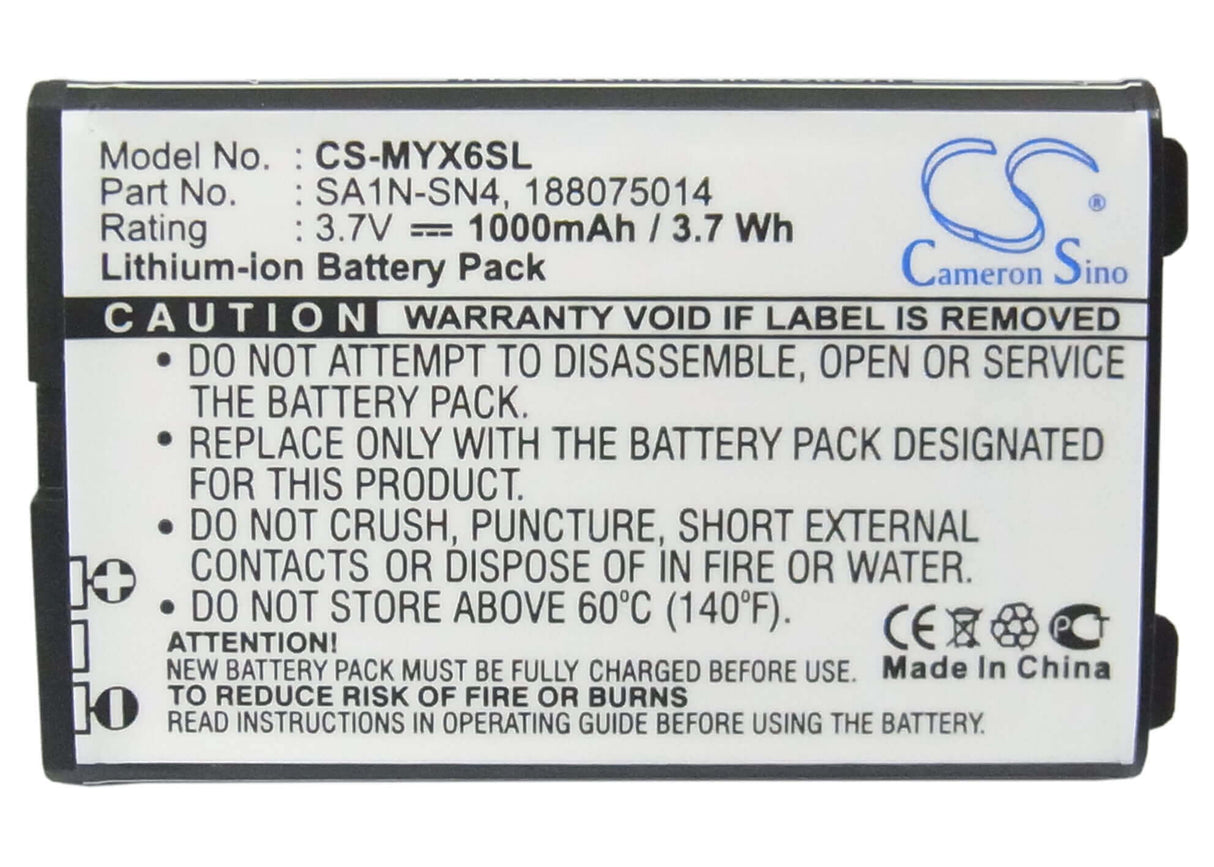 Model No. : CS-MYX6SL
Part No. : SA1N-SN4, 188075014
Rating : 3.7V 1000mAh / 3.7 Wh
Lithium-ion Battery Pack
CS ®
Cameron Sino
CAUTION WARRANTY VOID IF LABEL IS REMOVED
• DO NOT ATTEMPT TO DISASSEMBLE, OPEN OR SERVICE
THE BATTERY PACK.
• REPLACE ONLY WITH THE BATTERY PACK DESIGNATED
FOR THIS PRODUCT.
• DO NOT CRUSH, PUNCTURE, SHORT EXTERNAL
CONTACTS OR DISPOSE OF IN FIRE OR WATER.
• DO NOT STORE ABOVE 60°C (140°F).
ATTENTION!
NEW BATTERY PACK MUST BE FULLY CHARGED BEFORE USE.
TO REDUCE RISK OF FIRE OR BURNS
READ INSTRUCTIONS IN OPERATING GUIDE BEFORE USING THE BATTERY.
CE PCT
Made In China
+
-